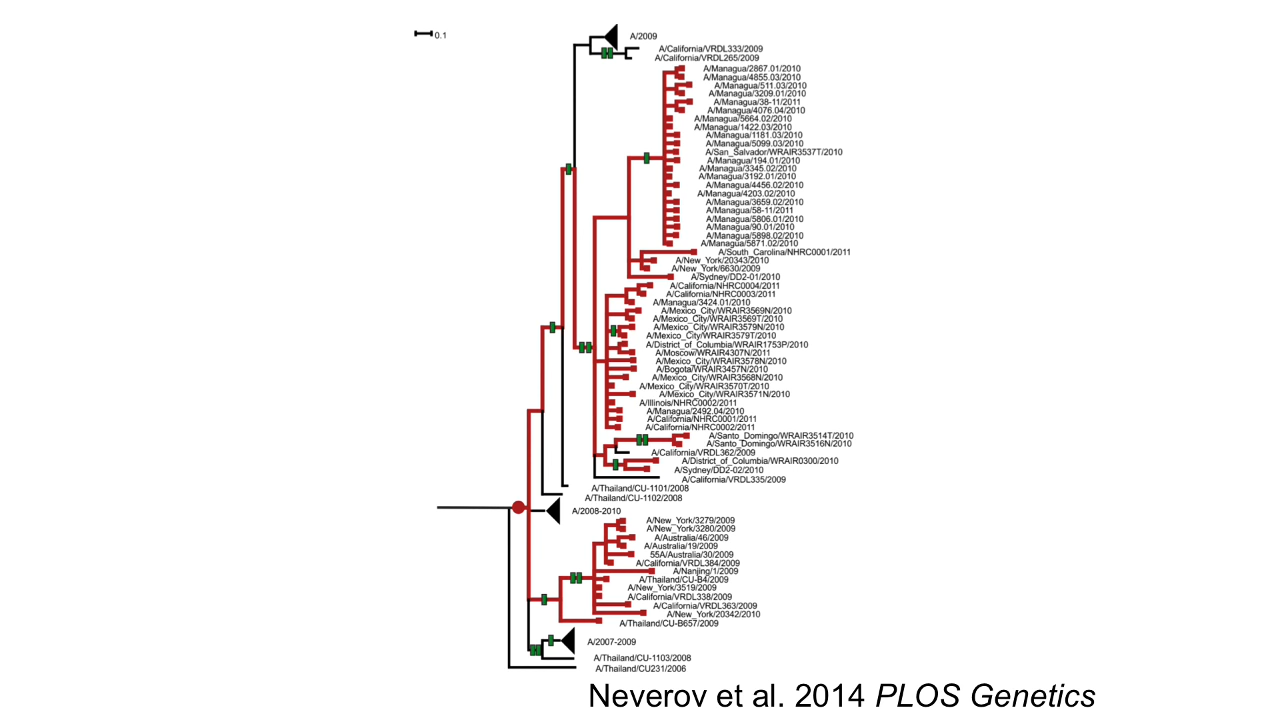 0.1
A/2009
A/California/VRDL333/2009
A/California/VRDL265/2009
A/Managua/2867.01/2010
A/Managua/4855.03/2010
A/Managua/511.03/2010
A/Managua/3209.01/2010
A/Managua/38-11/2011
A/Managua/4076.04/2010
A/Managua/5664.02/2010
A/Managua/1422.03/2010
A/Managua/1181.03/2010
A/Managua/5099.03/2010
A/San_Salvador/WRAIR3537T/2010
A/Managua/194.01/2010
A/Managua/3345.02/2010
A/Managua/3192.01/2010
A/Managua/4456.02/2010
A/Managua/4203.02/2010
A/Managua/3659.02/2010
A/Managua/58-11/2011
A/Managua/5806.01/2010
A/Managua/90.01/2010
A/Managua/5898.02/2010
A/Managua/5871.02/2010
A/South_Carolina/NHRC0001/2011
A/New_York/20343/2010
A/New_York/6630/2009
A/Sydney/DD2-01/2010
A/California/NHRC0004/2011
A/California/NHRC0003/2011
A/Managua/3424.01/2010
A/Mexico_City/WRAIR3569N/2010
A/Mexico_City/WRAIR3569T/2010
A/Mexico_City/WRAIR3579N/2010
A/Mexico_City/WRAIR3579T/2010
A/District_of_Columbia/WRAIR1753P/2010
A/Moscow/WRAIR4307N/2011
A/Mexico_City/WRAIR3578N/2010
A/Bogota/WRAIR3457N/2010
A/Mexico_City/WRAIR3568N/2010
A/Mexico_City/WRAIR3570T/2010
A/Mexico_City/WRAIR3571N/2010
A/Illinois/NHRC0002/2011
A/Managua/2492.04/2010
A/California/NHRC0001/2011
A/California/NHRC0002/2011
A/Santo_Domingo/WRAIR3514T/2010
A/Santo_Domingo/WRAIR3516N/2010
A/California/VRDL362/2009
A/District_of_Columbia/WRAIR0300/2010
A/Sydney/DD2-02/2010
A/California/VRDL335/2009
A/Thailand/CU-1101/2008
A/Thailand/CU-1102/2008
A/2008-2010
A/New_York/3279/2009
A/New_York/3280/2009
A/Australia/46/2009
A/Australia/19/2009
55A/Australia/30/2009
A/California/VRDL384/2009
A/Nanjing/1/2009
A/Thailand/CU-B4/2009
A/New_York/3519/2009
A/California/VRDL338/2009
A/California/VRDL363/2009
A/New_York/20342/2010
A/Thailand/CU-B657/2009
A/2007-2009
A/Thailand/CU-1103/2008
A/Thailand/CU231/2006
Neverov et al. 2014 PLOS Genetics